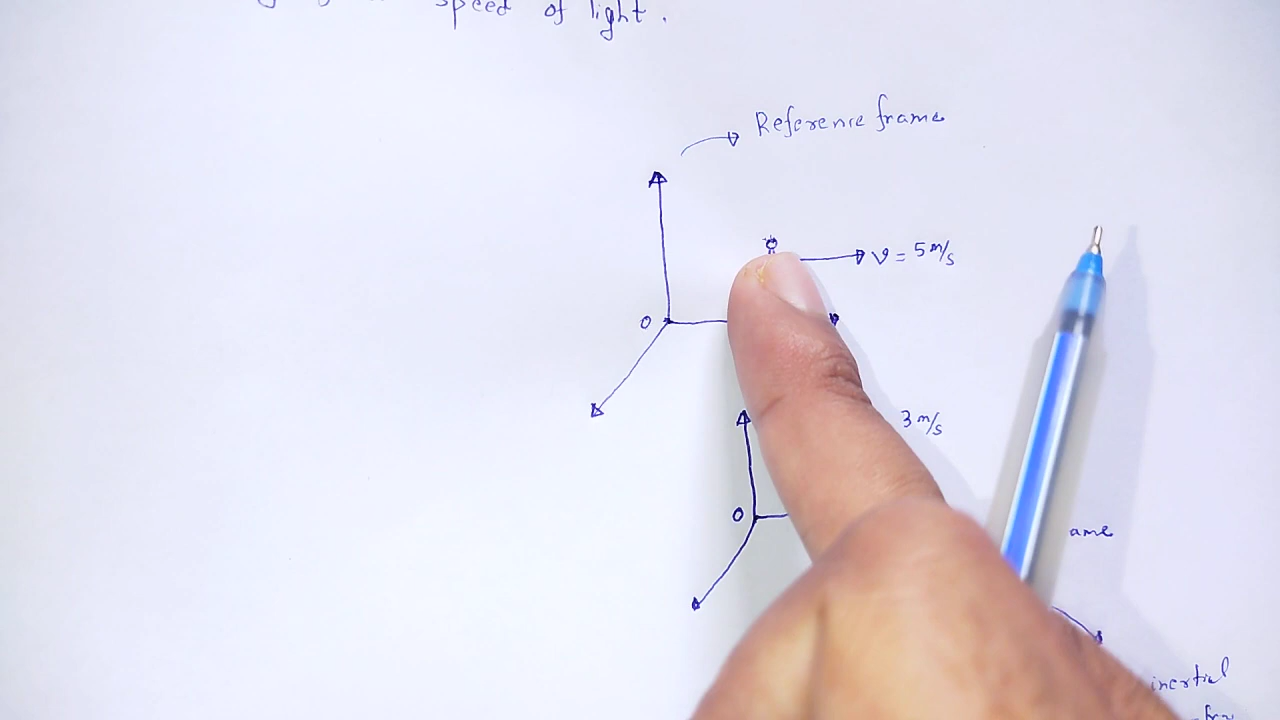 speed of light.
Reference frame
v = 5 m/s
O
3 m/s
O
ame
inertial